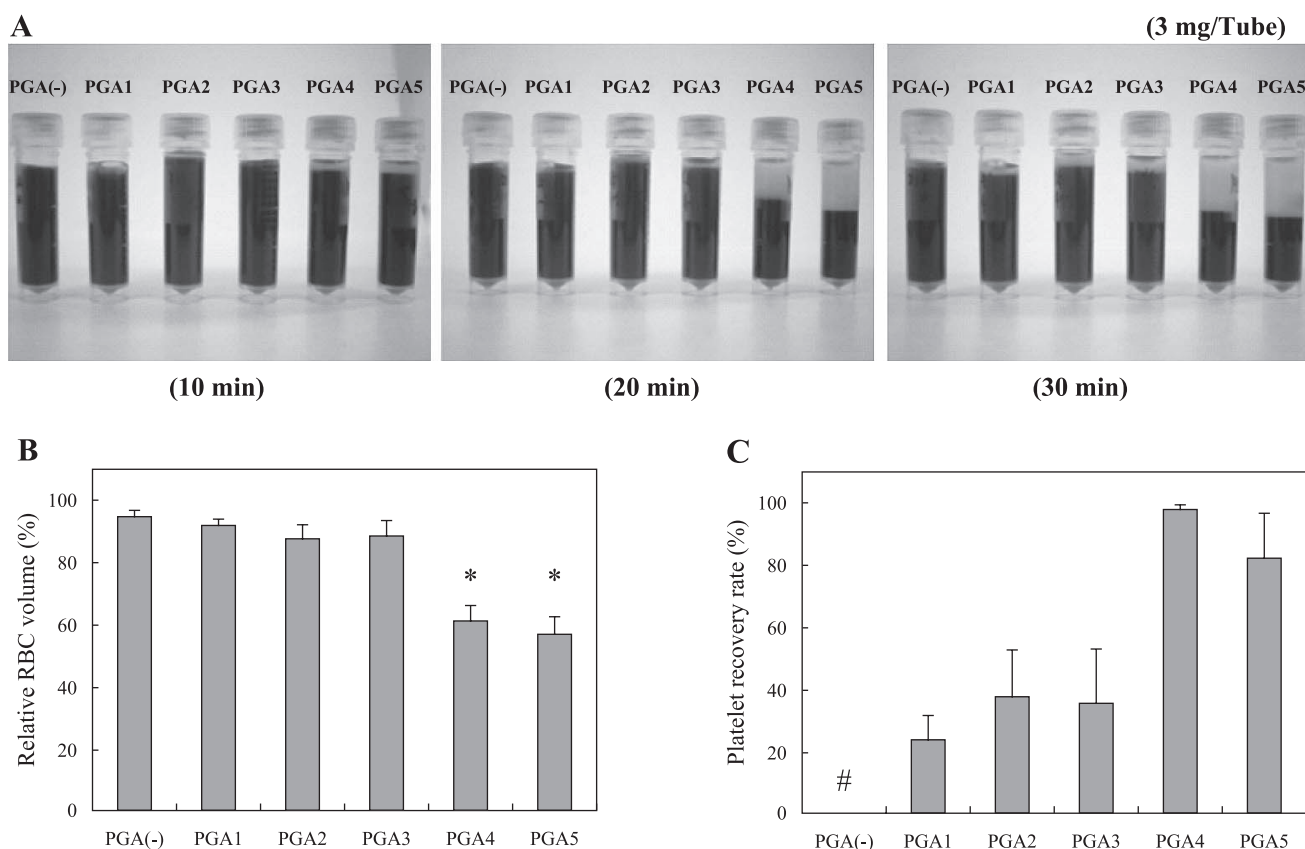 A
(3 mg/Tube)
PGA(-) PGA1 PGA2 PGA3 PGA4 PGA5
PGA(-) PGA1 PGA2 PGA3 PGA4 PGA5
PGA(-) PGA1 PGA2 PGA3 PGA4 PGA5
(10 min)
(20 min)
(30 min)
B
Relative RBC volume (%)
100
80
60
40
20
0
* *
PGA(-) PGA1 PGA2 PGA3 PGA4 PGA5
C
Platelet recovery rate (%)
100
80
60
40
20
0
#
PGA(-) PGA1 PGA2 PGA3 PGA4 PGA5